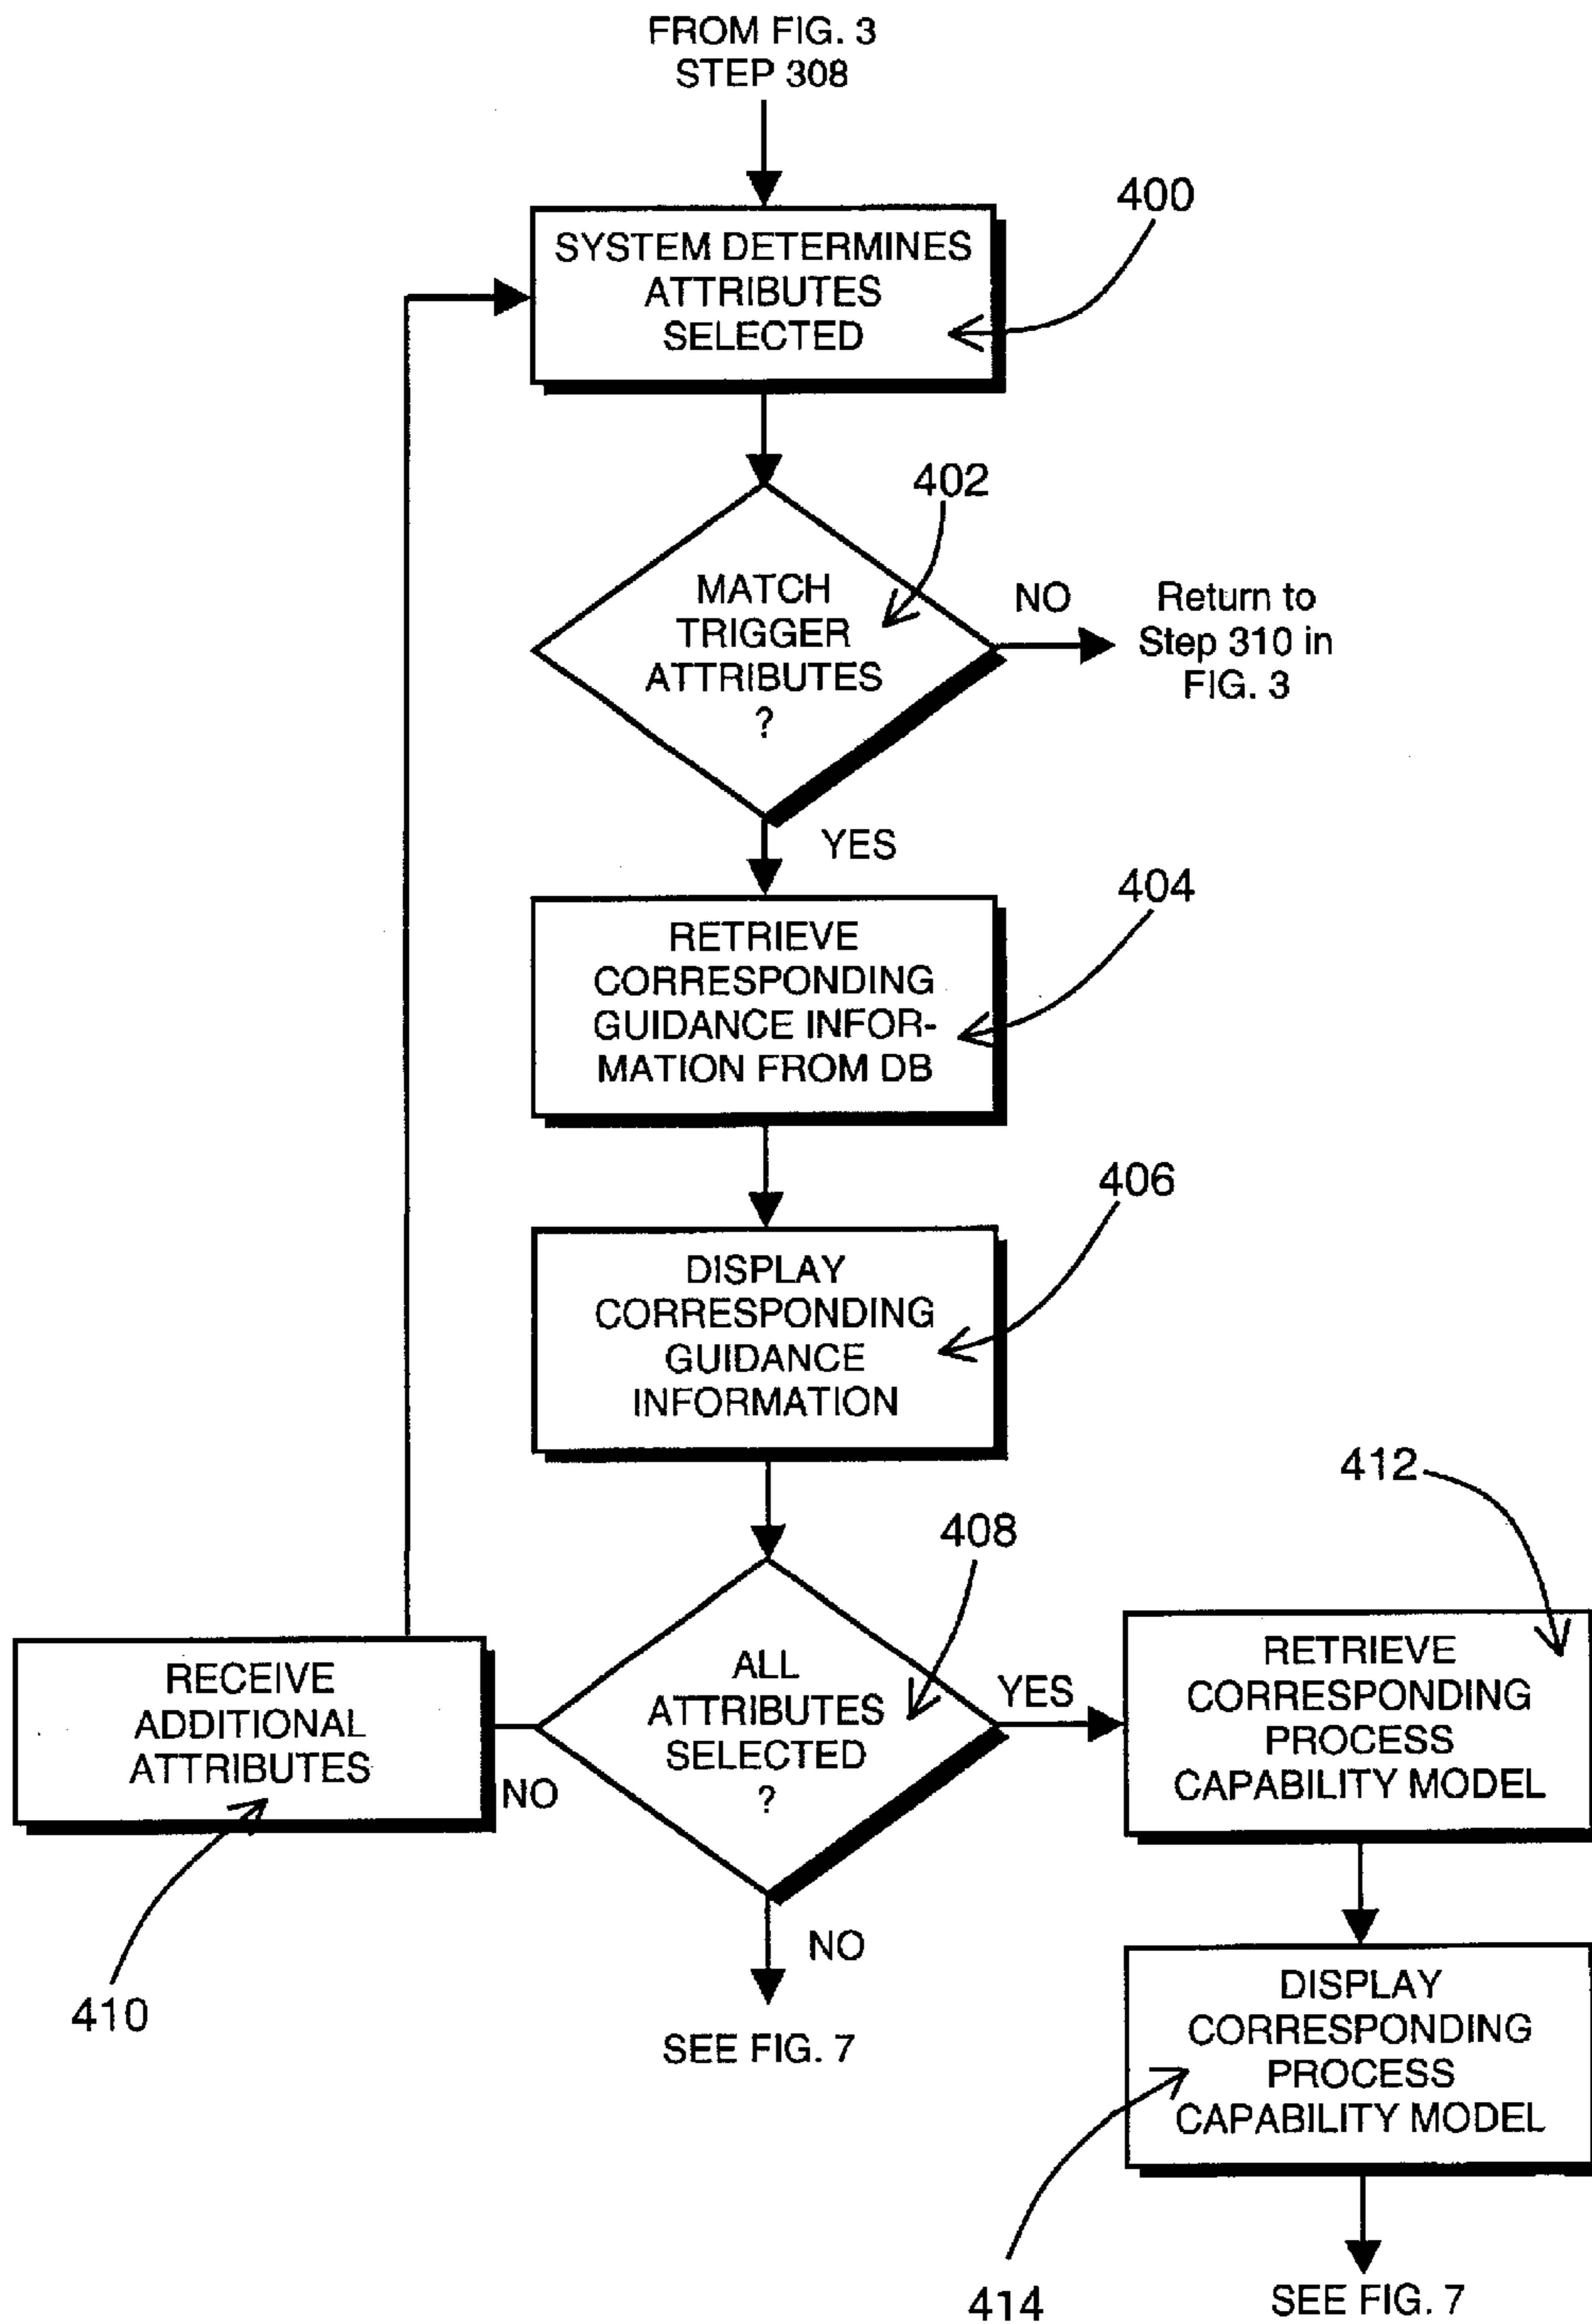 FROM FIG. 3
STEP 308
400
SYSTEM DETERMINES
ATTRIBUTES
SELECTED
402
MATCH
TRIGGER
ATTRIBUTES
?
NO
Return to
Step 310 in
FIG. 3
YES
404
RETRIEVE
CORRESPONDING
GUIDANCE INFOR-
MATION FROM DB
406
DISPLAY
CORRESPONDING
GUIDANCE
INFORMATION
412
408
RECEIVE
ADDITIONAL
ATTRIBUTES
NO
ALL
ATTRIBUTES
SELECTED
?
YES
RETRIEVE
CORRESPONDING
PROCESS
CAPABILITY MODEL
410
NO
SEE FIG. 7
DISPLAY
CORRESPONDING
PROCESS
CAPABILITY MODEL
414
SEE FIG. 7